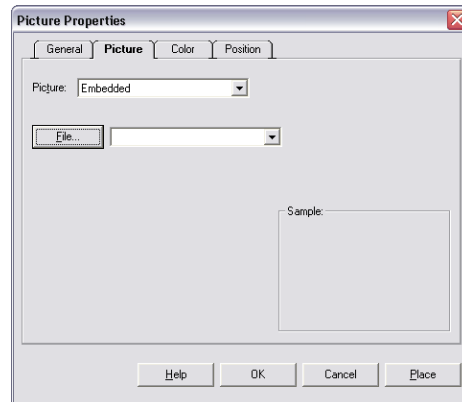 Picture Properties
General Picture Color Position
Picture: Embedded
File...
Sample:
Help OK Cancel Place